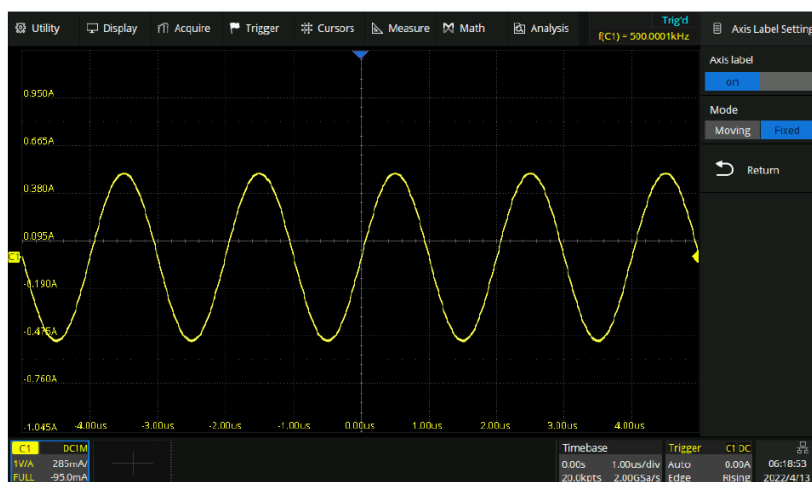 Utility Display Acquire Trigger Cursors Measure Math Analysis
Trig'd
f(C1) = 500.0001kHz
Axis Label Setting
Axis label
on
Mode
Moving Fixed
Return
0.950A
0.665A
0.380A
0.095A
C1
-0.190A
-0.475A
-0.760A
-1.045A -4.00us -3.00us -2.00us -1.00us 0.00us 1.00us 2.00us 3.00us 4.00us
C1 DC1M
1V/A 285mA/
FULL -95.0mA
Timebase
0.00s 1.00us/div
20.0kpts 2.00GSa/s
Trigger C1 DC
Auto 0.00A
Edge Rising
06:18:53
2022/4/13